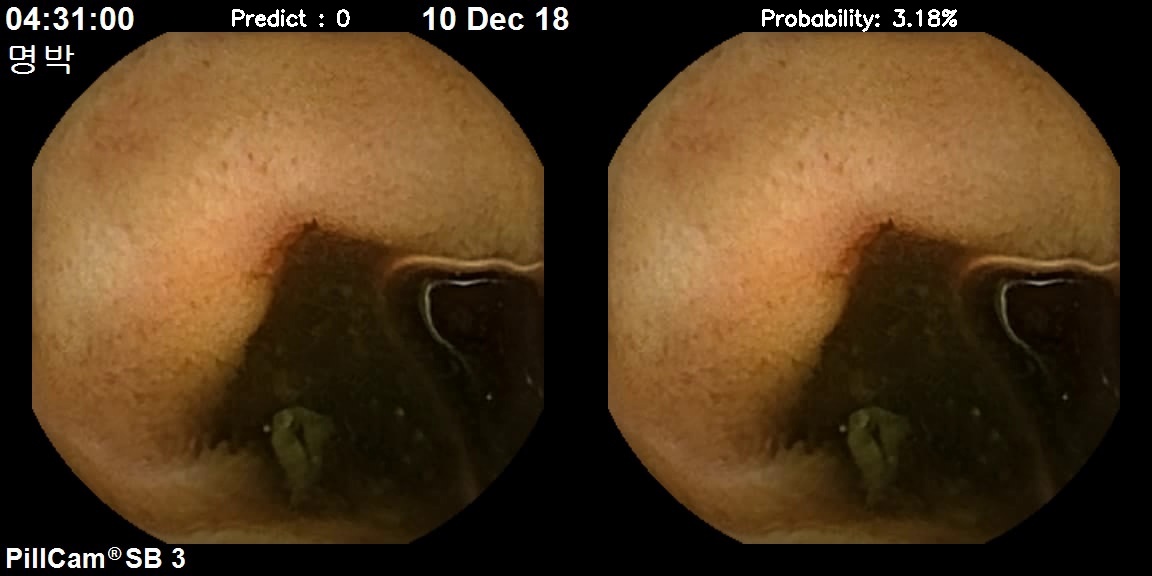 04:31:00 Predict : 0 10 Dec 18 Probability: 3.18%
명박
PillCam® SB 3